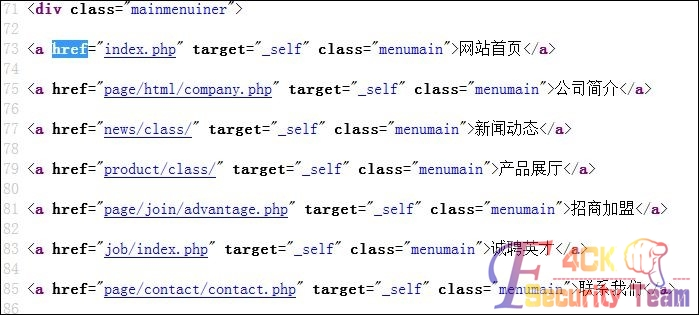 71 <div class="mainmenuiner">
72
73 <a href="index.php" target="_self" class="menumain">网站首页</a>
74
75 <a href="page/html/company.php" target="_self" class="menumain">公司简介</a>
76
77 <a href="news/class/" target="_self" class="menumain">新闻动态</a>
78
79 <a href="product/class/" target="_self" class="menumain">产品展厅</a>
80
81 <a href="page/join/advantage.php" target="_self" class="menumain">招商加盟</a>
82
83 <a href="job/index.php" target="_self" class="menumain">诚聘英才</a>
84
85 <a href="page/contact/contact.php" target="_self" class="menumain">联系我们</a>
86
F4CK
Security Team